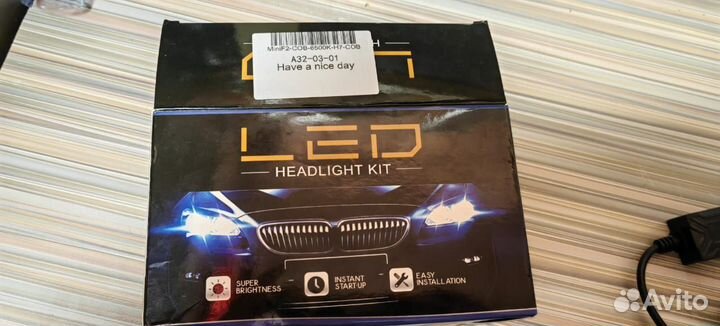 MiniF2-COB-6500K-H7-COB
A32-03-01
Have a nice day
LED
HEADLIGHT KIT
SUPER
BRIGHTNESS
INSTANT
START-UP
EASY
INSTALLATION
Avito